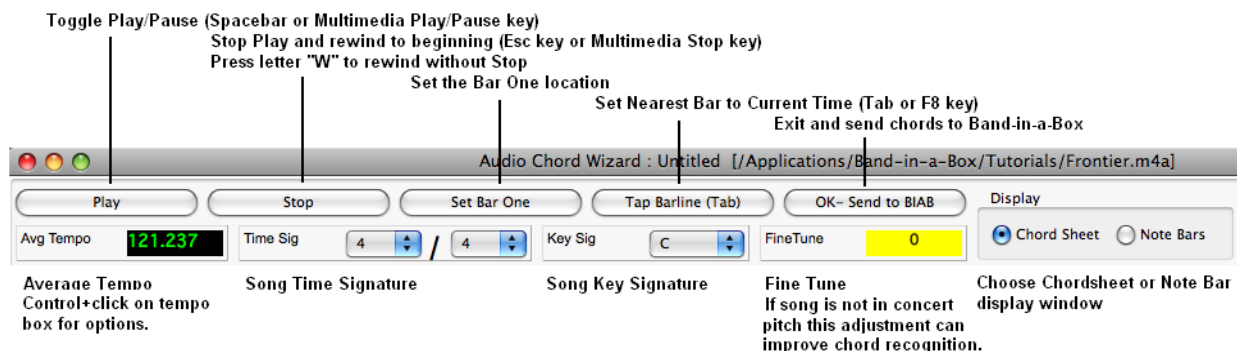 Toggle Play/Pause (Spacebar or Multimedia Play/Pause key)
Stop Play and rewind to beginning (Esc key or Multimedia Stop key)
Press letter "W" to rewind without Stop
Set the Bar One location
Set Nearest Bar to Current Time (Tab or F8 key)
Exit and send chords to Band-in-a-Box
Audio Chord Wizard : Untitled [/Applications/Band-in-a-Box/Tutorials/Frontier.m4a]
Play
Stop
Set Bar One
Tap Barline (Tab)
OK- Send to BIAB
Display
Avg Tempo 121.237
Time Sig 4 / 4
Key Sig C
FineTune 0
Chord Sheet
Note Bars
Average Tempo
Control+click on tempo
box for options.
Song Time Signature
Song Key Signature
Fine Tune
If song is not in concert
pitch this adjustment can
improve chord recognition.
Choose Chordsheet or Note Bar
display window